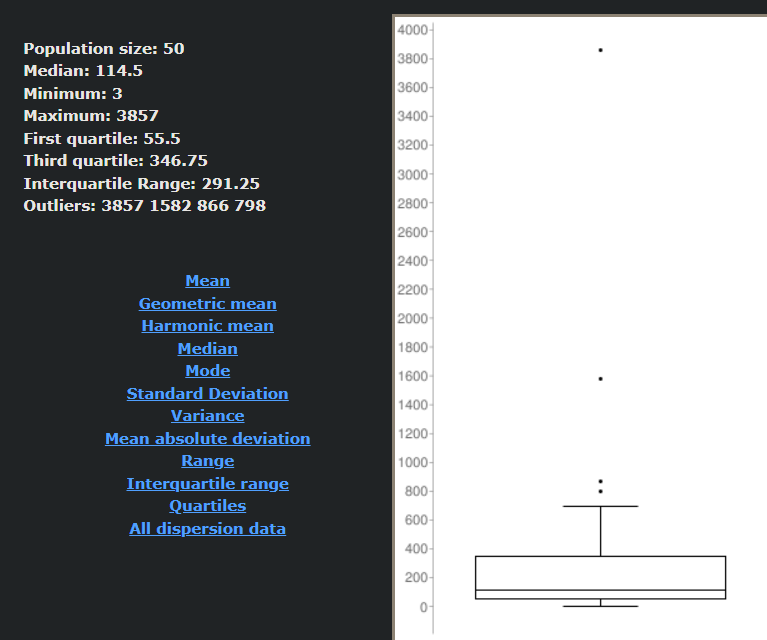 Population size: 50
Median: 114.5
Minimum: 3
Maximum: 3857
First quartile: 55.5
Third quartile: 346.75
Interquartile Range: 291.25
Outliers: 3857 1582 866 798
Mean
Geometric mean
Harmonic mean
Median
Mode
Standard Deviation
Variance
Mean absolute deviation
Range
Interquartile range
Quartiles
All dispersion data
4000
3800
3600
3400
3200
3000
2800
2600
2400
2200
2000
1800
1600
1400
1200
1000
800
600
400
200
0